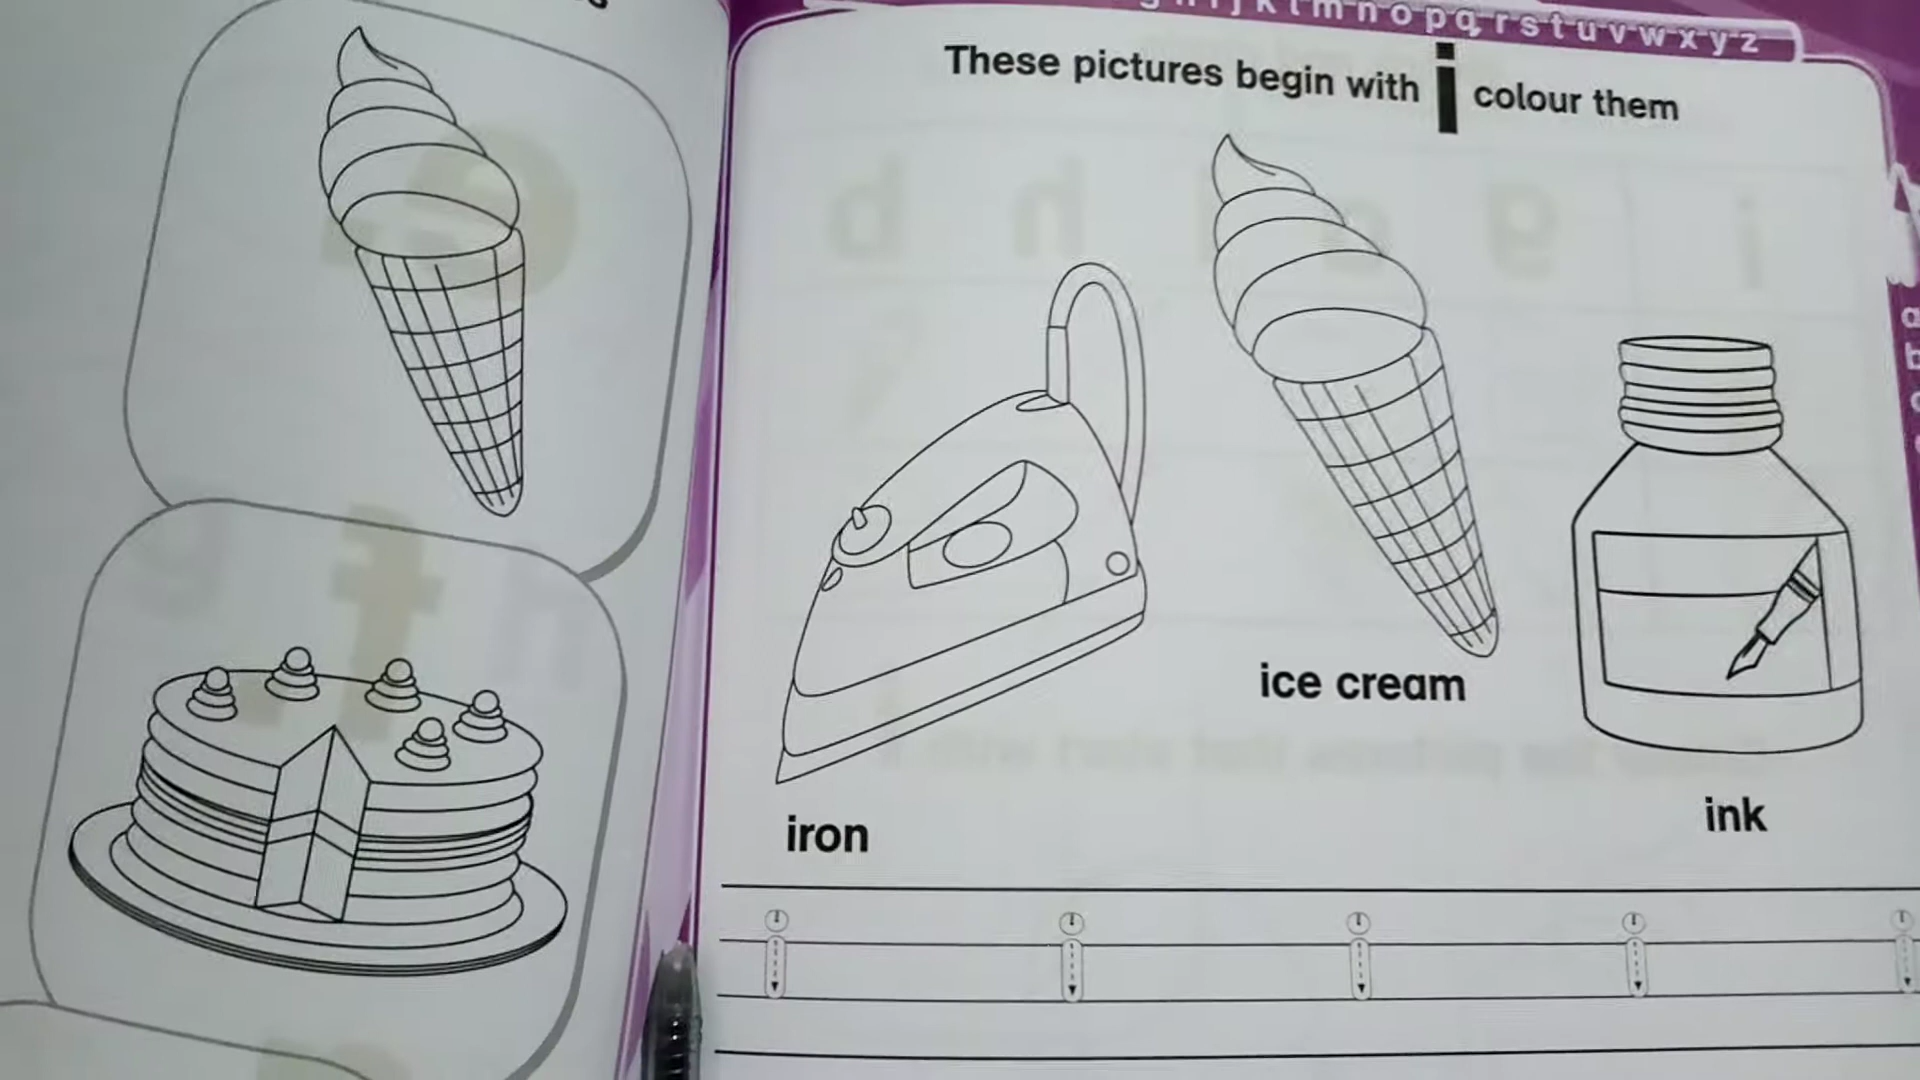 j k l m n o p q r s t u v w x y z
These pictures begin with i colour them
ice cream
ink
iron